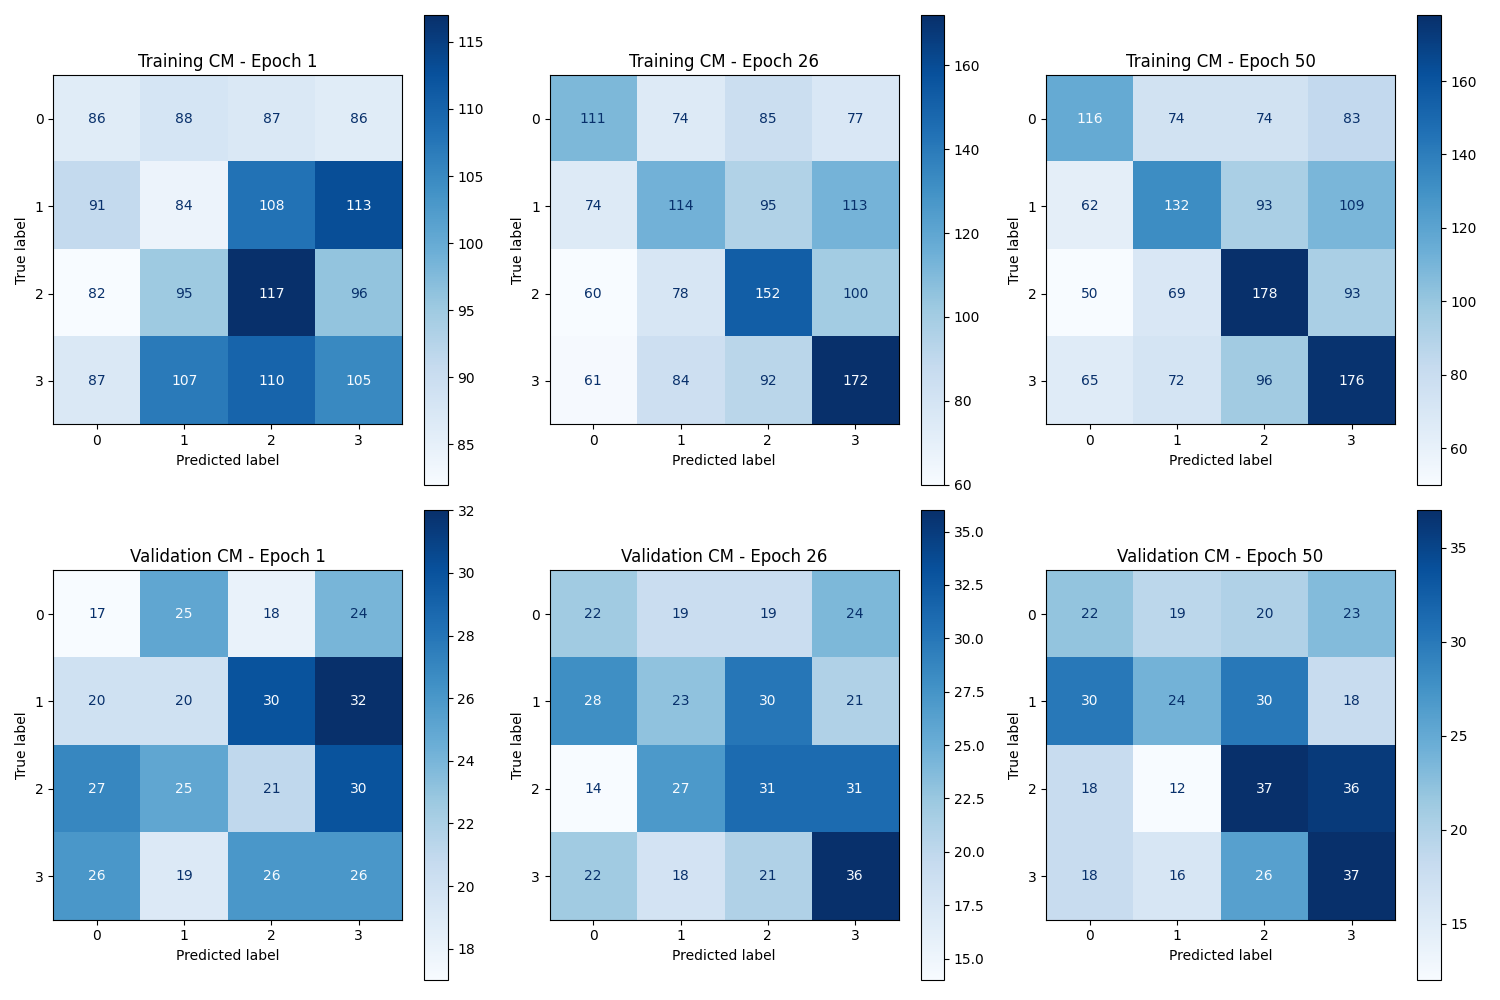 Training CM - Epoch 1
True label
0 86 88 87 86
1 91 84 108 113
2 82 95 117 96
3 87 107 110 105
0 1 2 3
Predicted label
115
110
105
100
95
90
85
Training CM - Epoch 26
True label
0 111 74 85 77
1 74 114 95 113
2 60 78 152 100
3 61 84 92 172
0 1 2 3
Predicted label
160
140
120
100
80
60
Training CM - Epoch 50
True label
0 116 74 74 83
1 62 132 93 109
2 50 69 178 93
3 65 72 96 176
0 1 2 3
Predicted label
160
140
120
100
80
60
Validation CM - Epoch 1
True label
0 17 25 18 24
1 20 20 30 32
2 27 25 21 30
3 26 19 26 26
0 1 2 3
Predicted label
32
30
28
26
24
22
20
18
Validation CM - Epoch 26
True label
0 22 19 19 24
1 28 23 30 21
2 14 27 31 31
3 22 18 21 36
0 1 2 3
Predicted label
35.0
32.5
30.0
27.5
25.0
22.5
20.0
17.5
15.0
Validation CM - Epoch 50
True label
0 22 19 20 23
1 30 24 30 18
2 18 12 37 36
3 18 16 26 37
0 1 2 3
Predicted label
35
30
25
20
15